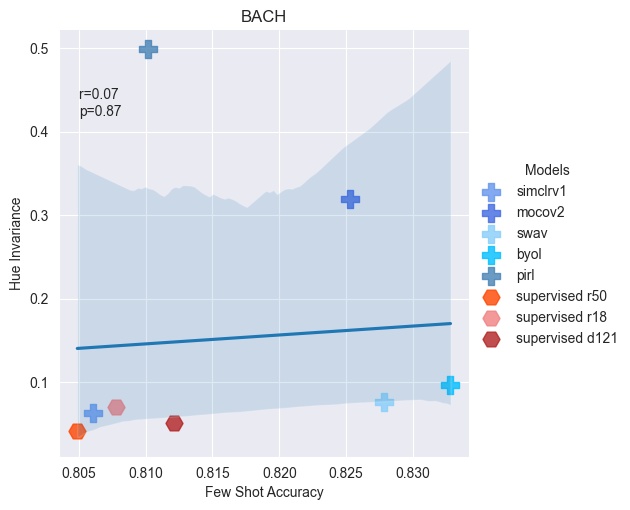 BACH
0.5
r=0.07
p=0.87
0.4
0.3
0.2
0.1
Hue Invariance
0.805
0.810
0.815
0.820
0.825
0.830
Few Shot Accuracy
Models
simclrv1
mocov2
swav
byol
pirl
supervised r50
supervised r18
supervised d121